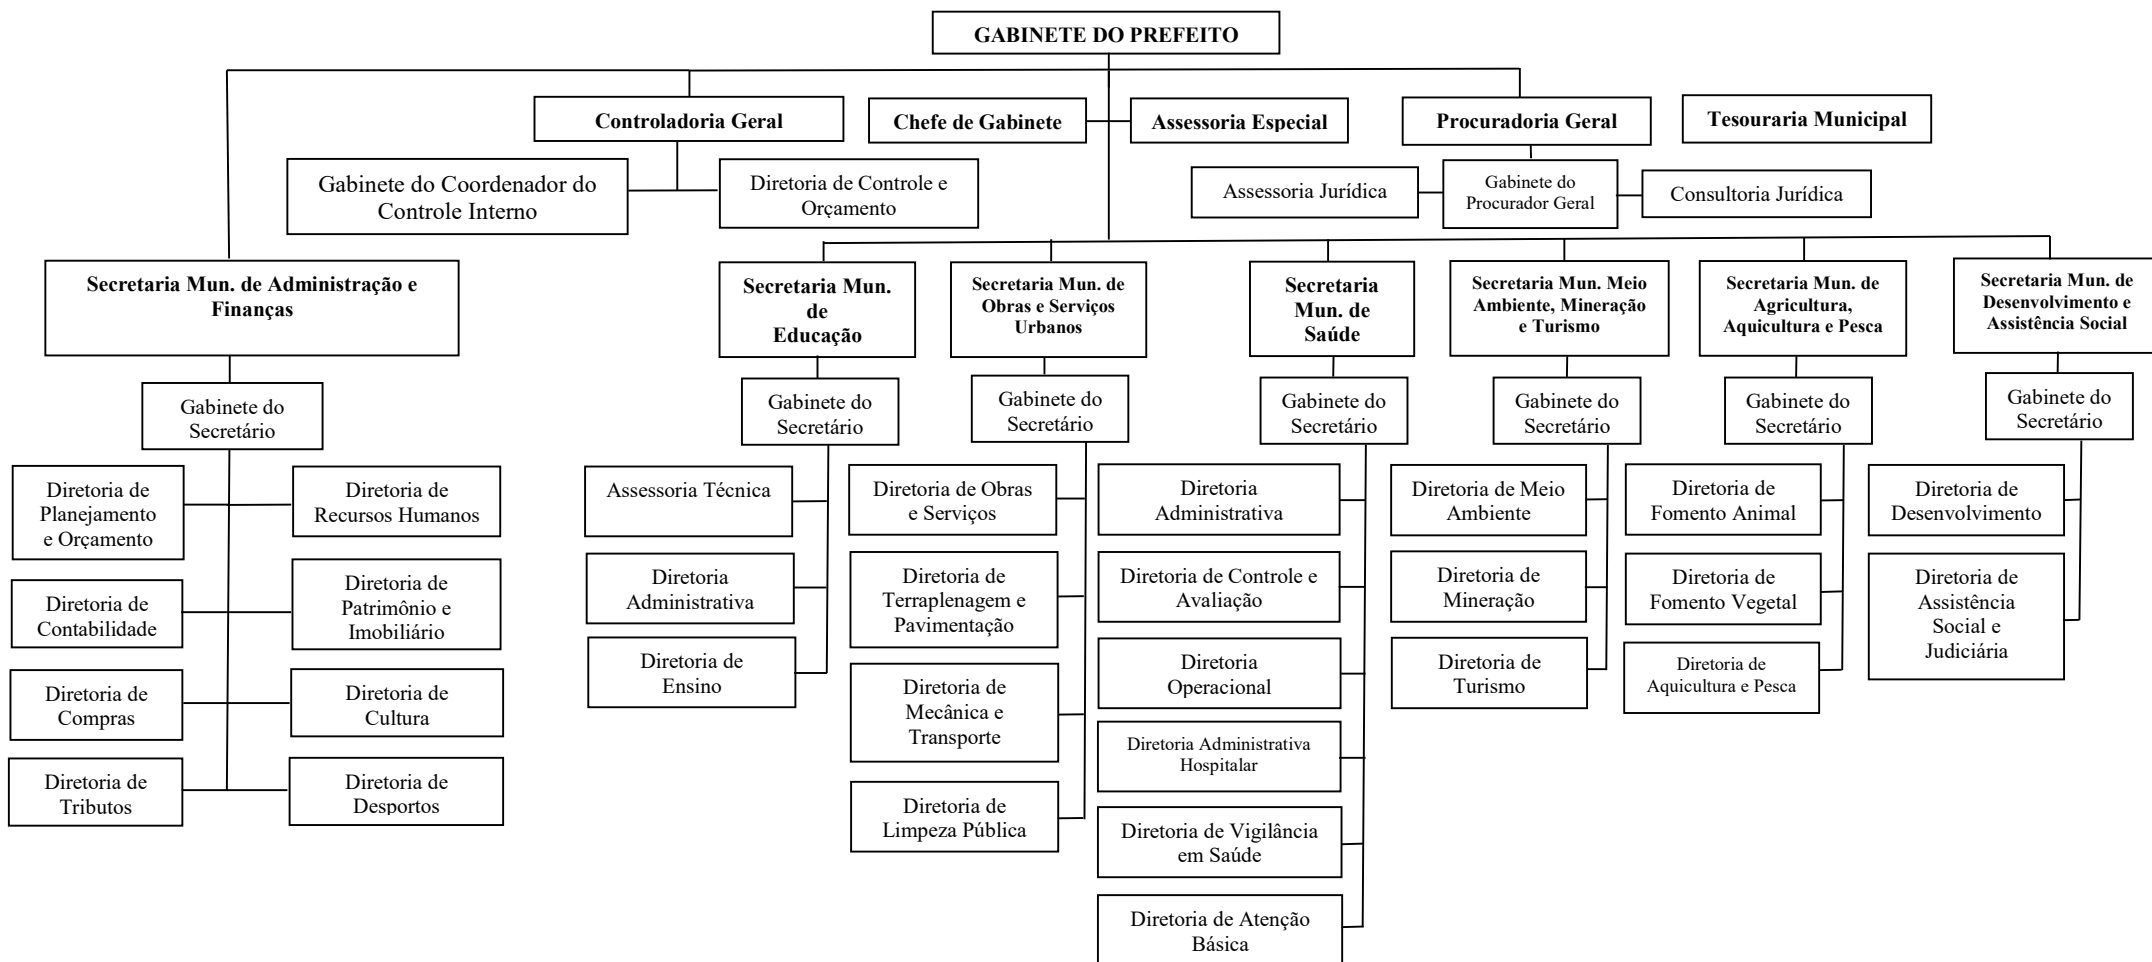 GABINETE DO PREFEITO
Controladoria Geral
Chefe de Gabinete
Assessoria Especial
Procuradoria Geral
Tesouraria Municipal
Gabinete do Coordenador do
Controle Interno
Diretoria de Controle e
Orçamento
Assessoria Jurídica
Gabinete do
Procurador Geral
Consultoria Jurídica
Secretaria Mun. de Administração e
Finanças
Secretaria Mun.
de
Educação
Secretaria Mun. de
Obras e Serviços
Urbanos
Secretaria
Mun. de
Saúde
Secretaria Mun. Meio
Ambiente, Mineração
e Turismo
Secretaria Mun. de
Agricultura,
Aquicultura e Pesca
Secretaria Mun. de
Desenvolvimento e
Assistência Social
Gabinete do
Secretário
Gabinete do
Secretário
Gabinete do
Secretário
Gabinete do
Secretário
Gabinete do
Secretário
Gabinete do
Secretário
Gabinete do
Secretário
Diretoria de
Planejamento
e Orçamento
Diretoria de
Recursos Humanos
Diretoria de
Contabilidade
Diretoria de
Patrimônio e
Imobiliário
Diretoria de
Compras
Diretoria de
Cultura
Diretoria de
Tributos
Diretoria de
Desportos
Assessoria Técnica
Diretoria
Administrativa
Diretoria de
Ensino
Diretoria de Obras
e Serviços
Diretoria de
Terraplenagem e
Pavimentação
Diretoria de
Mecânica e
Transporte
Diretoria de
Limpeza Pública
Diretoria
Administrativa
Diretoria de Controle e
Avaliação
Diretoria
Operacional
Diretoria Administrativa
Hospitalar
Diretoria de Vigilância
em Saúde
Diretoria de Atenção
Básica
Diretoria de Meio
Ambiente
Diretoria de
Mineração
Diretoria de
Turismo
Diretoria de
Fomento Animal
Diretoria de
Fomento Vegetal
Diretoria de
Aquicultura e Pesca
Diretoria de
Desenvolvimento
Diretoria de
Assistência
Social e
Judiciária